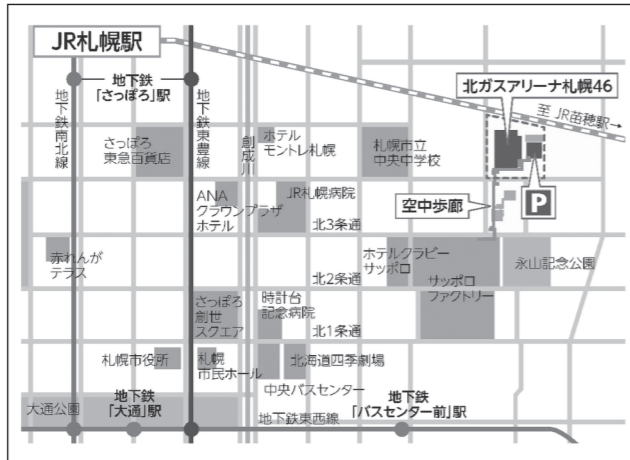 JR札幌駅
地下鉄
「さっぽろ」駅
北ガスアリーナ札幌46
至 JR苗穂駅→
地下鉄南北線
地下鉄東豊線
さっぽろ
東急百貨店
創成川
ホテル
モントレ札幌
札幌市立
中央中学校
P
ANA
クラウンプラザ
ホテル
JR札幌病院
空中歩廊
北3条通
赤れんが
テラス
ホテルクラビー
サッポロ
サッポロ
ファクトリー
永山記念公園
北2条通
さっぽろ
創世
スクエア
時計台
記念病院
北1条通
札幌市役所
札幌
市民ホール
北海道四季劇場
中央バスセンター
大通公園
地下鉄
「大通」駅
地下鉄東西線
地下鉄
「バスセンター前」駅